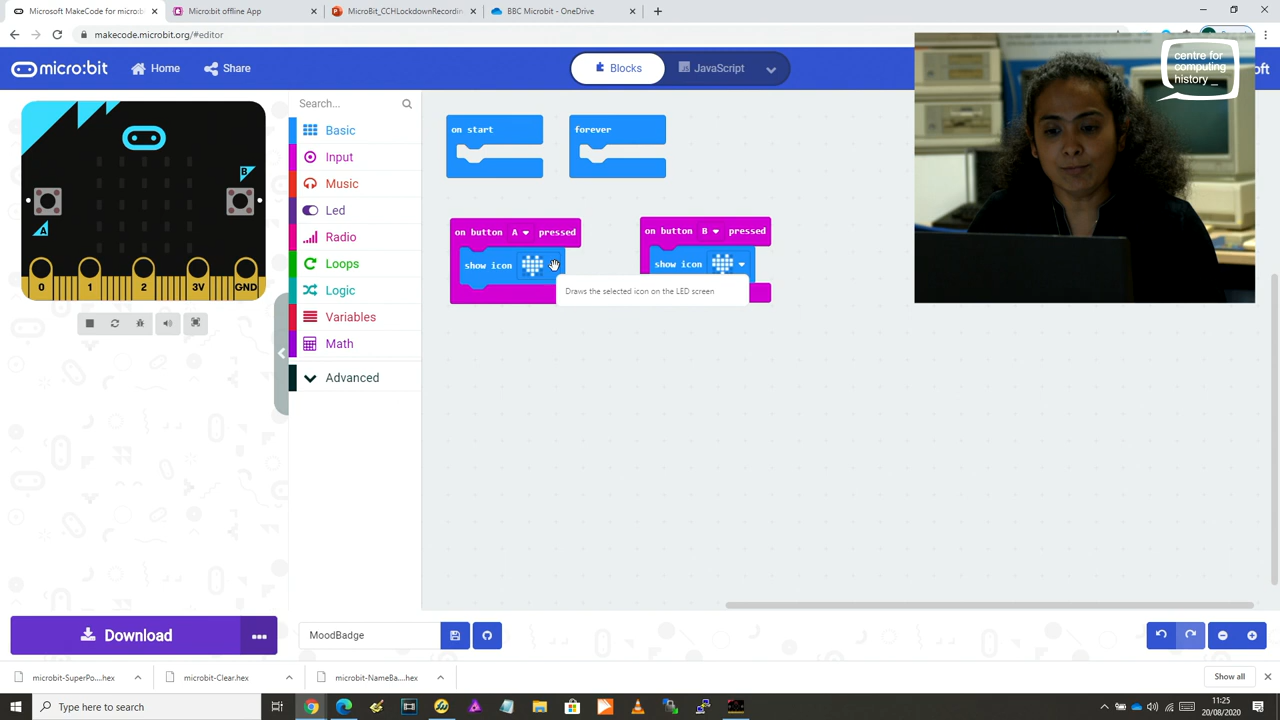 Microsoft MakeCode for micro:b
Microbit offline App
MicroBit_CCHLockdownRecordin
BBC Microbit - OneDrive
makecode.microbit.org/#editor
micro:bit
Home
Share
Blocks
JavaScript
oft
centre for
computing
history _
Search...
Basic
Input
Music
Led
Radio
Loops
Logic
Variables
Math
Advanced
A
B
0 1 2 3V GND
on start
forever
on button A pressed
show icon
on button B pressed
show icon
Draws the selected icon on the LED screen
Download
MoodBadge
microbit-SuperPo....hex
microbit-Clear.hex
microbit-NameBa....hex
Show all
Type here to search
11:25
20/08/2020